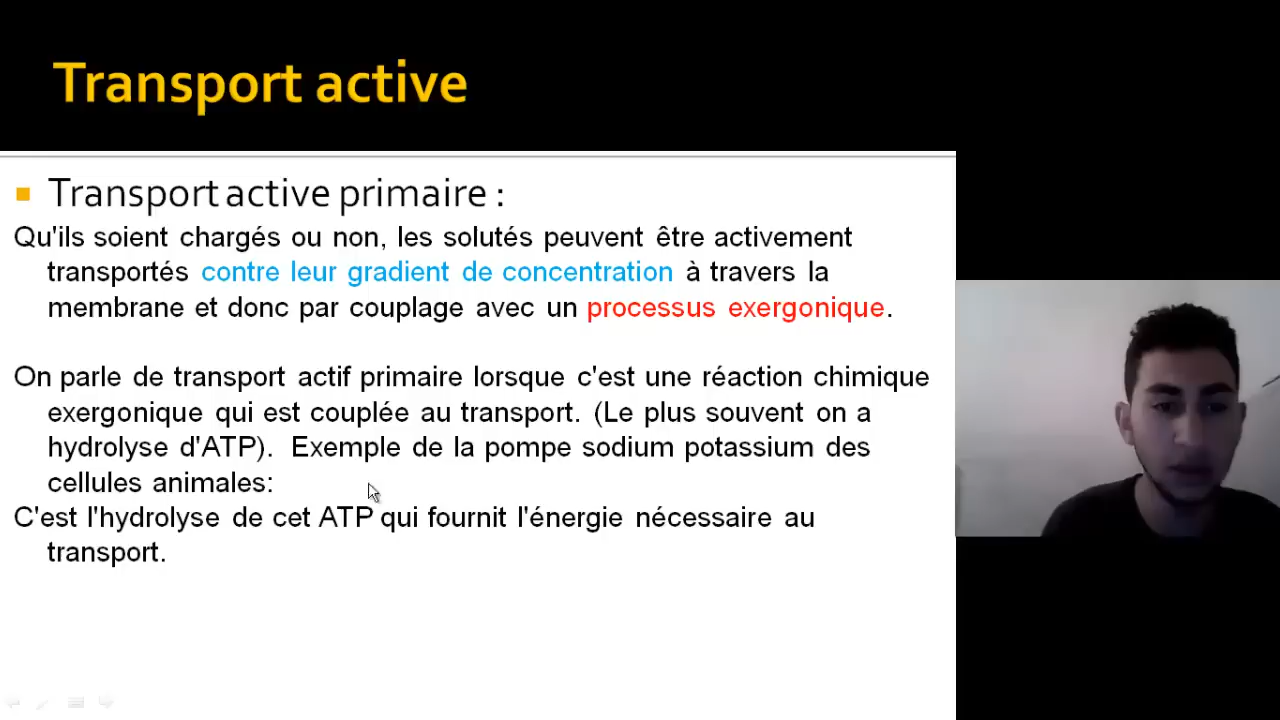 Transport active
Transport active primaire :
Qu'ils soient chargés ou non, les solutés peuvent être activement
transportés contre leur gradient de concentration à travers la
membrane et donc par couplage avec un processus exergonique.
On parle de transport actif primaire lorsque c'est une réaction chimique
exergonique qui est couplée au transport. (Le plus souvent on a
hydrolyse d'ATP). Exemple de la pompe sodium potassium des
cellules animales:
C'est l'hydrolyse de cet ATP qui fournit l'énergie nécessaire au
transport.